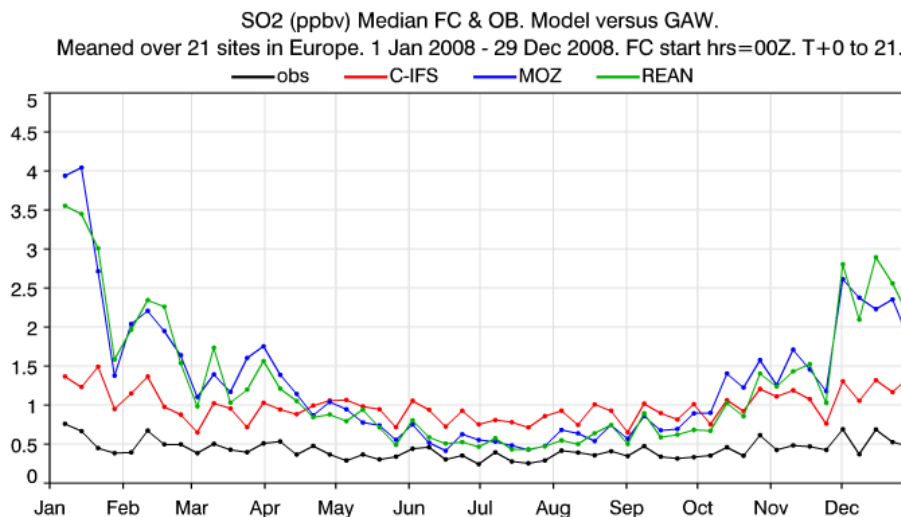 SO2 (ppbv) Median FC & OB. Model versus GAW.
Meaned over 21 sites in Europe. 1 Jan 2008 - 29 Dec 2008. FC start hrs=00Z. T+0 to 21.
obs C-IFS MOZ REAN
5
4.5
4
3.5
3
2.5
2
1.5
1
0.5
0
Jan Feb Mar Apr May Jun Jul Aug Sep Oct Nov Dec